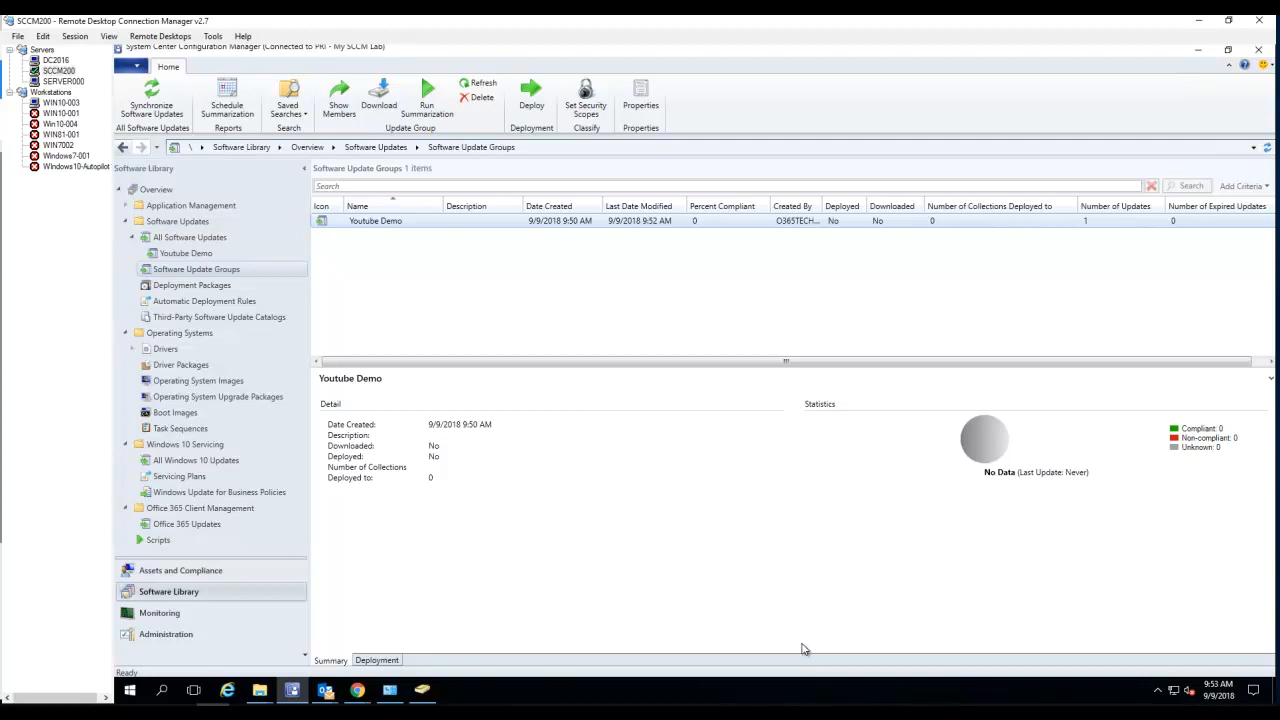 SCCM200 - Remote Desktop Connection Manager v2.7
File Edit Session View Remote Desktops Tools Help
Servers
DC2016
SCCM200
SERVER000
Workstations
WIN10-003
WIN10-001
Win10-004
WIN81-001
WIN7002
Windows7-001
Windows10-Autopilot
System Center Configuration Manager (Connected to PRI - My SCCM Lab)
Home
Synchronize Software Updates
All Software Updates
Schedule Summarization
Reports
Saved Searches
Search
Show Members
Download
Run Summarization
Refresh
Delete
Update Group
Deploy
Deployment
Set Security Scopes
Classify
Properties
Properties
\ Software Library Overview Software Updates Software Update Groups
Software Library
Overview
Application Management
Software Updates
All Software Updates
Youtube Demo
Software Update Groups
Deployment Packages
Automatic Deployment Rules
Third-Party Software Update Catalogs
Operating Systems
Drivers
Driver Packages
Operating System Images
Operating System Upgrade Packages
Boot Images
Task Sequences
Windows 10 Servicing
All Windows 10 Updates
Servicing Plans
Windows Update for Business Policies
Office 365 Client Management
Office 365 Updates
Scripts
Assets and Compliance
Software Library
Monitoring
Administration
Software Update Groups 1 items
Search Search Add Criteria
Icon Name Description Date Created Last Date Modified Percent Compliant Created By Deployed Downloaded Number of Collections Deployed to Number of Updates Number of Expired Updates
Youtube Demo 9/9/2018 9:50 AM 9/9/2018 9:52 AM 0 O365TECH... No No 0 1 0
Youtube Demo
Detail
Date Created: 9/9/2018 9:50 AM
Description:
Downloaded: No
Deployed: No
Number of Collections
Deployed to: 0
Statistics
Compliant: 0
Non-compliant: 0
Unknown: 0
No Data (Last Update: Never)
Summary Deployment
Ready
9:53 AM
9/9/2018